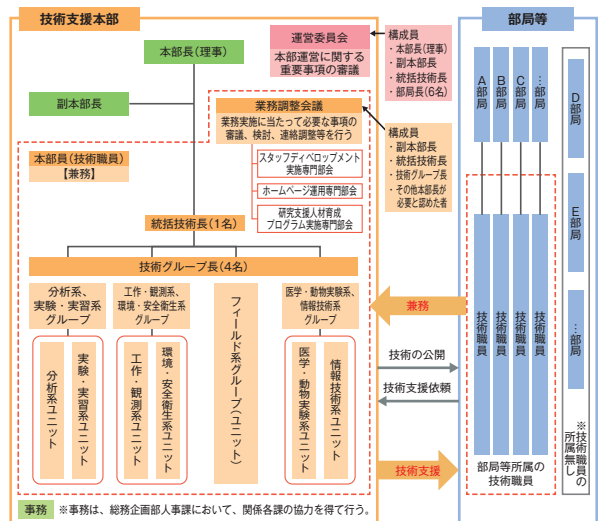 技術支援本部
本部長(理事)
副本部長
運営委員会
本部運営に関する
重要事項の審議
構成員
・本部長(理事)
・副本部長
・統括技術長
・部局長(6名)
業務調整会議
業務実施に当たって必要な事項の
審議、検討、連絡調整等を行う
構成員
・副本部長
・統括技術長
・技術グループ長
・その他本部長が
必要と認めた者
スタッフディベロップメント
実施専門部会
ホームページ運用専門部会
研究支援人材育成
プログラム実施専門部会
本部員(技術職員)
【兼務】
統括技術長(1名)
技術グループ長(4名)
分析系、
実験・実習系
グループ
工作・観測系、
環境・安全衛生系
グループ
フィールド系グループ(ユニット)
医学・動物実験系、
情報技術系
グループ
分析系ユニット
実験・実習系ユニット
工作・観測系ユニット
環境・安全衛生系ユニット
医学・動物実験系ユニット
情報技術系ユニット
事務
※事務は、総務企画部人事課において、関係各課の協力を得て行う。
兼務
技術の公開
技術支援依頼
技術支援
部局等
A部局
B部局
C部局
…部局
D部局
E部局
…部局
技術職員
技術職員
技術職員
技術職員
部局等所属の
技術職員
※技術職員の
所属無し